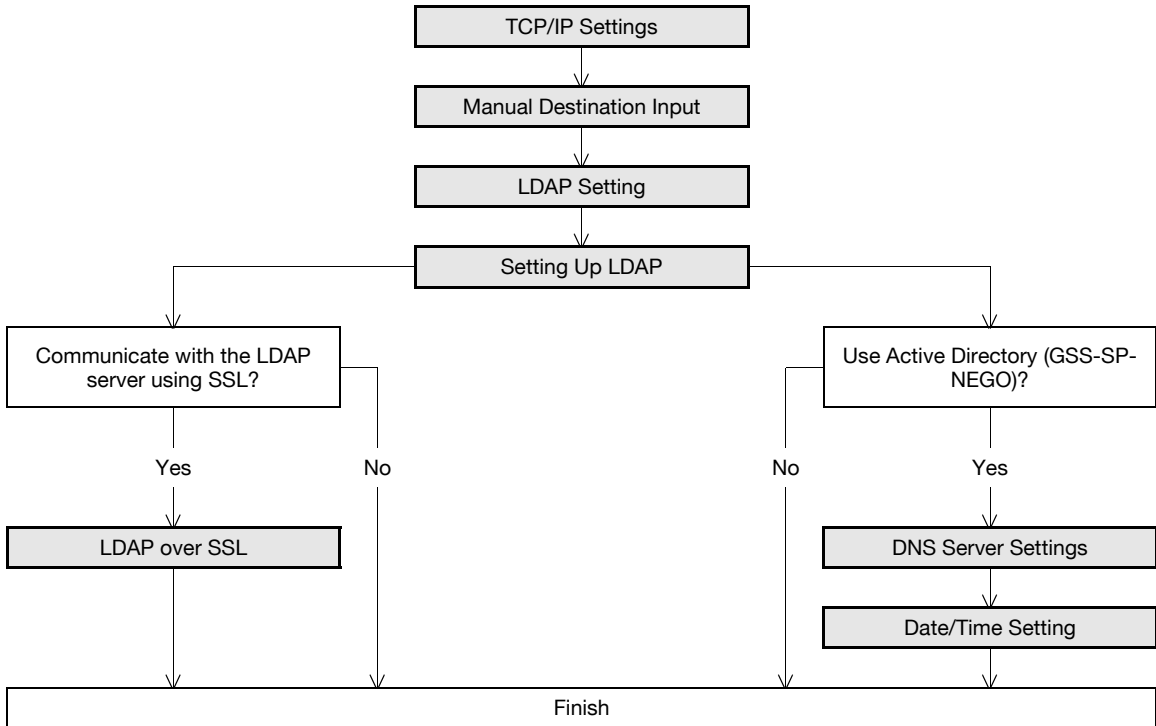 TCP/IP Settings
Manual Destination Input
LDAP Setting
Setting Up LDAP
Communicate with the LDAP
server using SSL?
Use Active Directory (GSS-SP-
NEGO)?
Yes
No
No
Yes
LDAP over SSL
DNS Server Settings
Date/Time Setting
Finish